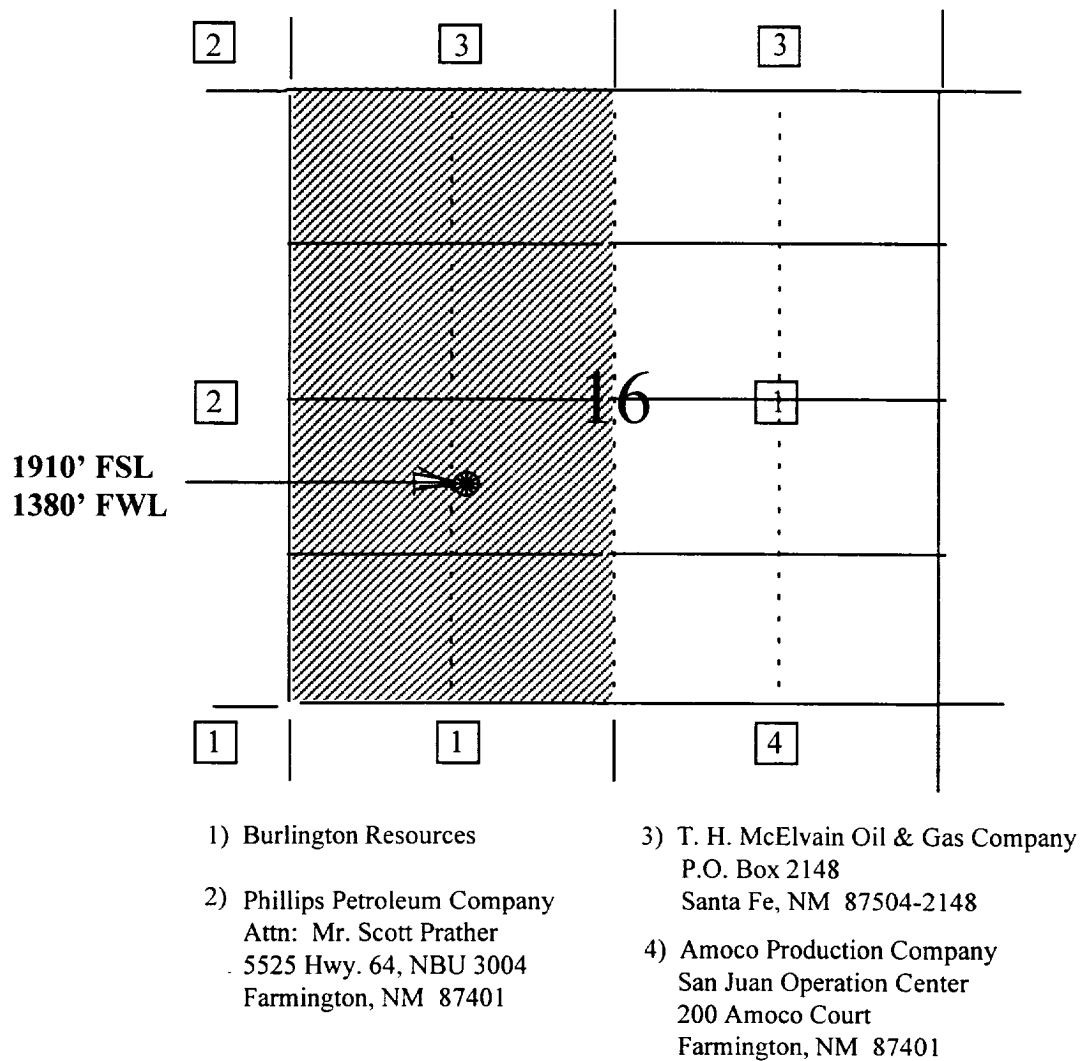 2 3 3
2 16 1
1910' FSL
1380' FWL
1 1 4
1) Burlington Resources
2) Phillips Petroleum Company
Attn: Mr. Scott Prather
5525 Hwy. 64, NBU 3004
Farmington, NM 87401
3) T. H. McElvain Oil & Gas Company
P.O. Box 2148
Santa Fe, NM 87504-2148
4) Amoco Production Company
San Juan Operation Center
200 Amoco Court
Farmington, NM 87401